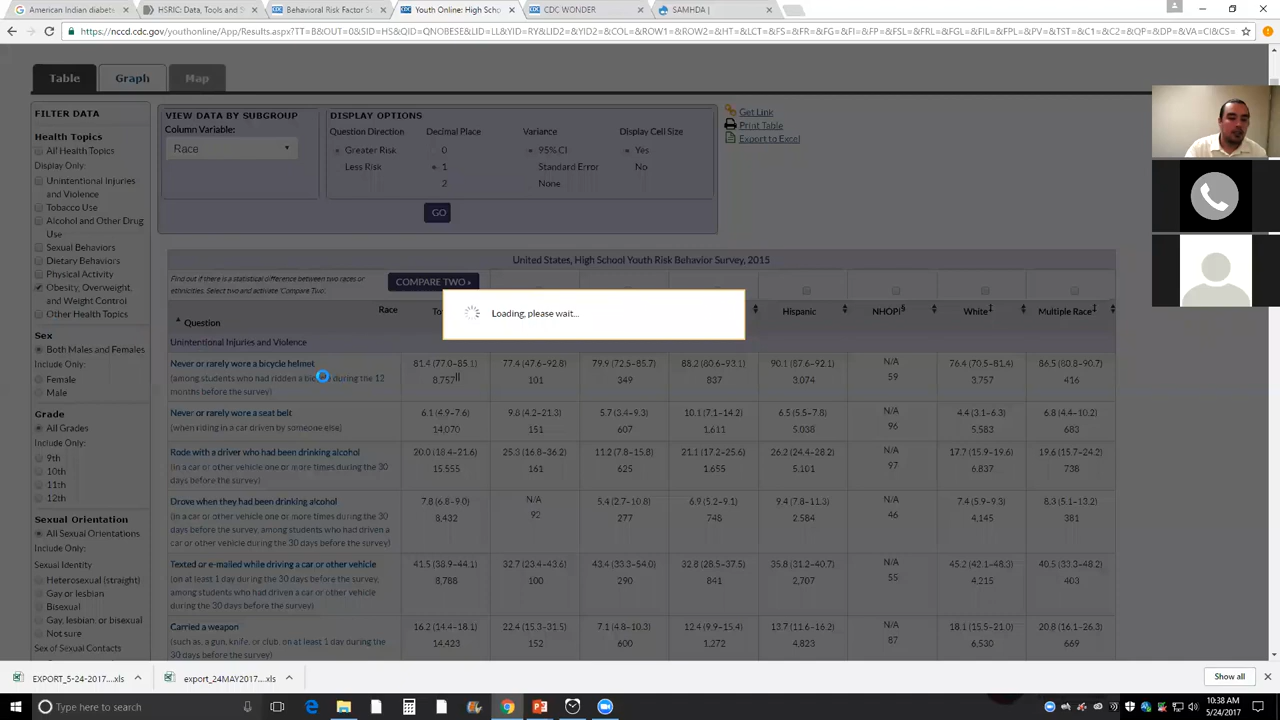 American Indian diabete
HSRIC: Data, Tools and S
Behavioral Risk Factor Su
Youth Online: High Scho
CDC WONDER
SAMHDA |
https://nccd.cdc.gov/youthonline/App/Results.aspx?TT=B&OUT=0&SID=HS&QID=QNOBESE&LID=LL&YID=RY&LID2=&YID2=&COL=&ROW1=&ROW2=&HT=&LCT=&FS=&FR=&FG=&FI=&FP=&FSL=&FRL=&FGL=&FIL=&FPL=&PV=&TST=&C1=&C2=&QP=&DP=&VA=CI&CS=
Table
Graph
Map
FILTER DATA
Health Topics
All Health Topics
Display Only:
Unintentional Injuries
and Violence
Tobacco Use
Alcohol and Other Drug
Use
Sexual Behaviors
Dietary Behaviors
Physical Activity
Obesity, Overweight,
and Weight Control
Other Health Topics
Sex
Both Males and Females
Include Only:
Female
Male
Grade
All Grades
Include Only:
9th
10th
11th
12th
Sexual Orientation
All Sexual Orientations
Include Only:
Sexual Identity
Heterosexual (straight)
Gay or lesbian
Bisexual
Gay, lesbian, or bisexual
Not sure
Sex of Sexual Contacts
VIEW DATA BY SUBGROUP
Column Variable:
Race
DISPLAY OPTIONS
Question Direction
Decimal Place
Variance
Display Cell Size
Greater Risk
0
95% CI
Yes
Less Risk
1
Standard Error
No
2
None
GO
Get Link
Print Table
Export to Excel
United States, High School Youth Risk Behavior Survey, 2015
Find out if there is a statistical difference between two races or
ethnicities. Select two and activate 'Compare Two'.
COMPARE TWO ›
Loading, please wait...
Race
Question
Hispanic
NHOPI§
White
Multiple Race
Unintentional Injuries and Violence
Never or rarely wore a bicycle helmet
(among students who had ridden a during the 12
months before the survey)
81.4 (77.0–85.1)
8,757
77.4 (47.6–92.8)
101
79.9 (72.5–85.7)
349
88.2 (80.6–93.1)
837
90.1 (87.6–92.1)
3,074
N/A
59
76.4 (70.5–81.4)
3,757
86.5 (80.8–90.7)
416
Never or rarely wore a seat belt
(when riding in a car driven by someone else)
6.1 (4.9–7.6)
14,070
9.8 (4.2–21.3)
151
5.7 (3.4–9.3)
607
10.1 (7.1–14.2)
1,611
6.5 (5.5–7.8)
5,038
N/A
96
4.4 (3.1–6.3)
5,583
6.8 (4.4–10.2)
683
Rode with a driver who had been drinking alcohol
(in a car or other vehicle one or more times during the 30
days before the survey)
20.0 (18.4–21.6)
15,555
25.3 (16.8–36.2)
161
11.2 (7.8–15.8)
625
21.1 (17.2–25.6)
1,655
26.2 (24.4–28.2)
5,101
N/A
97
17.7 (15.9–19.6)
6,837
19.6 (15.7–24.2)
738
Drove when they had been drinking alcohol
(in a car or other vehicle one or more times during the
30 days before the survey, among students who had driven a
car or other vehicle during the 30 days before the survey)
7.8 (6.8–9.0)
8,432
N/A
92
5.4 (2.7–10.8)
277
6.9 (5.2–9.1)
748
9.4 (7.8–11.3)
2,584
N/A
46
7.4 (5.9–9.3)
4,145
8.3 (5.1–13.2)
381
Texted or e-mailed while driving a car or other vehicle
(on at least 1 day during the 30 days before the survey,
among students who had driven a car or other vehicle
during the 30 days before the survey)
41.5 (38.9–44.1)
8,788
32.7 (23.4–43.6)
100
43.4 (33.3–54.0)
290
32.8 (28.5–37.5)
841
35.8 (31.2–40.7)
2,707
N/A
55
45.2 (42.1–48.3)
4,215
40.5 (33.3–48.2)
403
Carried a weapon
(such as, a gun, knife, or club, on at least 1 day during the
30 days before the survey)
16.2 (14.4–18.1)
14,423
22.4 (15.3–31.5)
152
7.1 (4.8–10.3)
600
12.4 (9.9–15.4)
1,272
13.7 (11.6–16.2)
4,823
N/A
87
18.1 (15.5–21.0)
6,530
20.8 (16.1–26.6)
669
EXPORT_5-24-2017....xls
export_24MAY2017....xls
Show all
Type here to search
10:38 AM
5/24/2017